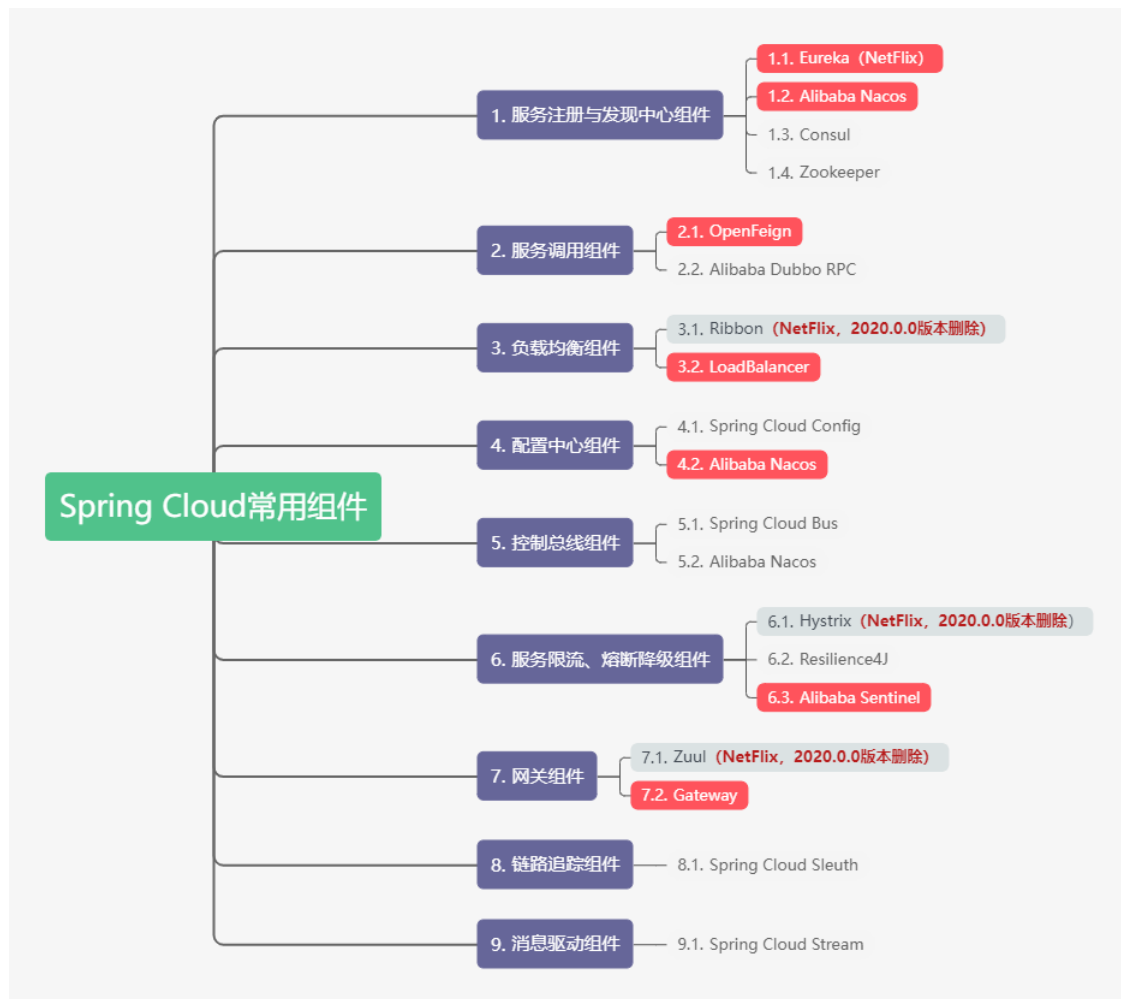 Spring Cloud常用组件
1. 服务注册与发现中心组件
1.1. Eureka（NetFlix）
1.2. Alibaba Nacos
1.3. Consul
1.4. Zookeeper
2. 服务调用组件
2.1. OpenFeign
2.2. Alibaba Dubbo RPC
3. 负载均衡组件
3.1. Ribbon（NetFlix，2020.0.0版本删除）
3.2. LoadBalancer
4. 配置中心组件
4.1. Spring Cloud Config
4.2. Alibaba Nacos
5. 控制总线组件
5.1. Spring Cloud Bus
5.2. Alibaba Nacos
6. 服务限流、熔断降级组件
6.1. Hystrix（NetFlix，2020.0.0版本删除）
6.2. Resilience4J
6.3. Alibaba Sentinel
7. 网关组件
7.1. Zuul（NetFlix，2020.0.0版本删除）
7.2. Gateway
8. 链路追踪组件
8.1. Spring Cloud Sleuth
9. 消息驱动组件
9.1. Spring Cloud Stream